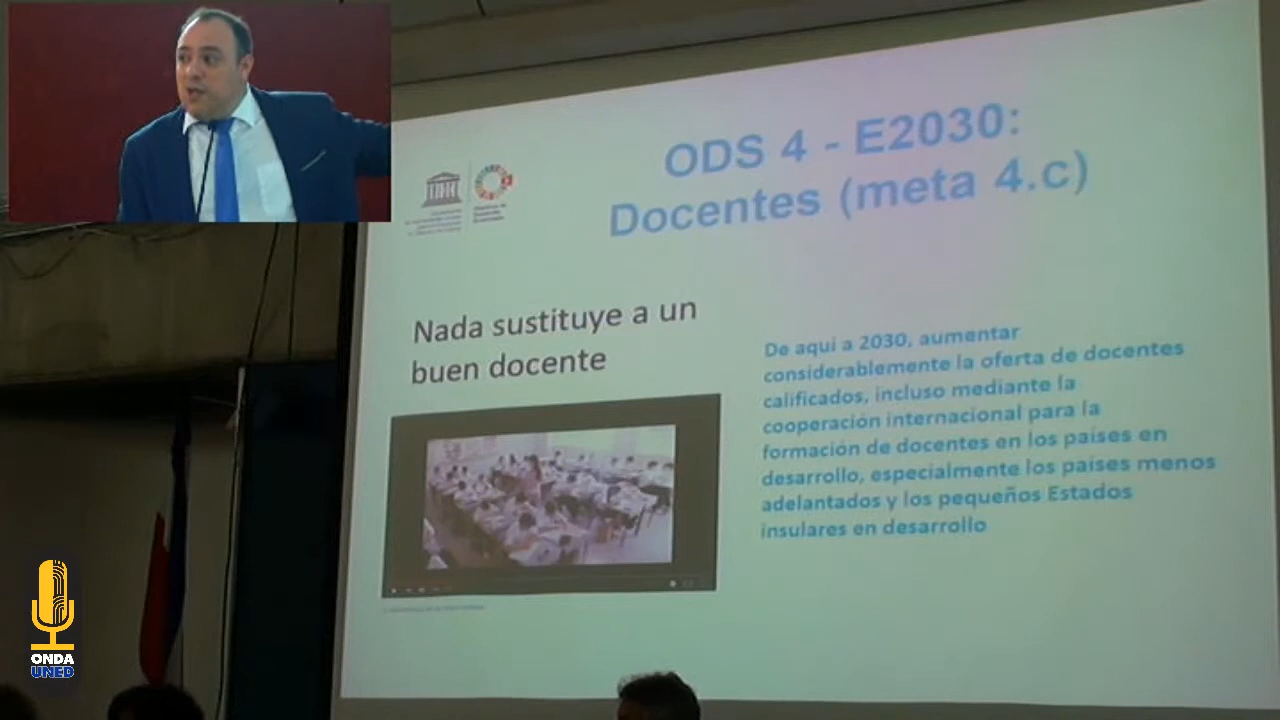 ODS 4 - E2030:
Docentes (meta 4.c)
Nada sustituye a un
buen docente
De aquí a 2030, aumentar
considerablemente la oferta de docentes
calificados, incluso mediante la
cooperación internacional para la
formación de docentes en los países en
desarrollo, especialmente los países menos
adelantados y los pequeños Estados
insulares en desarrollo
ONDA
UNED